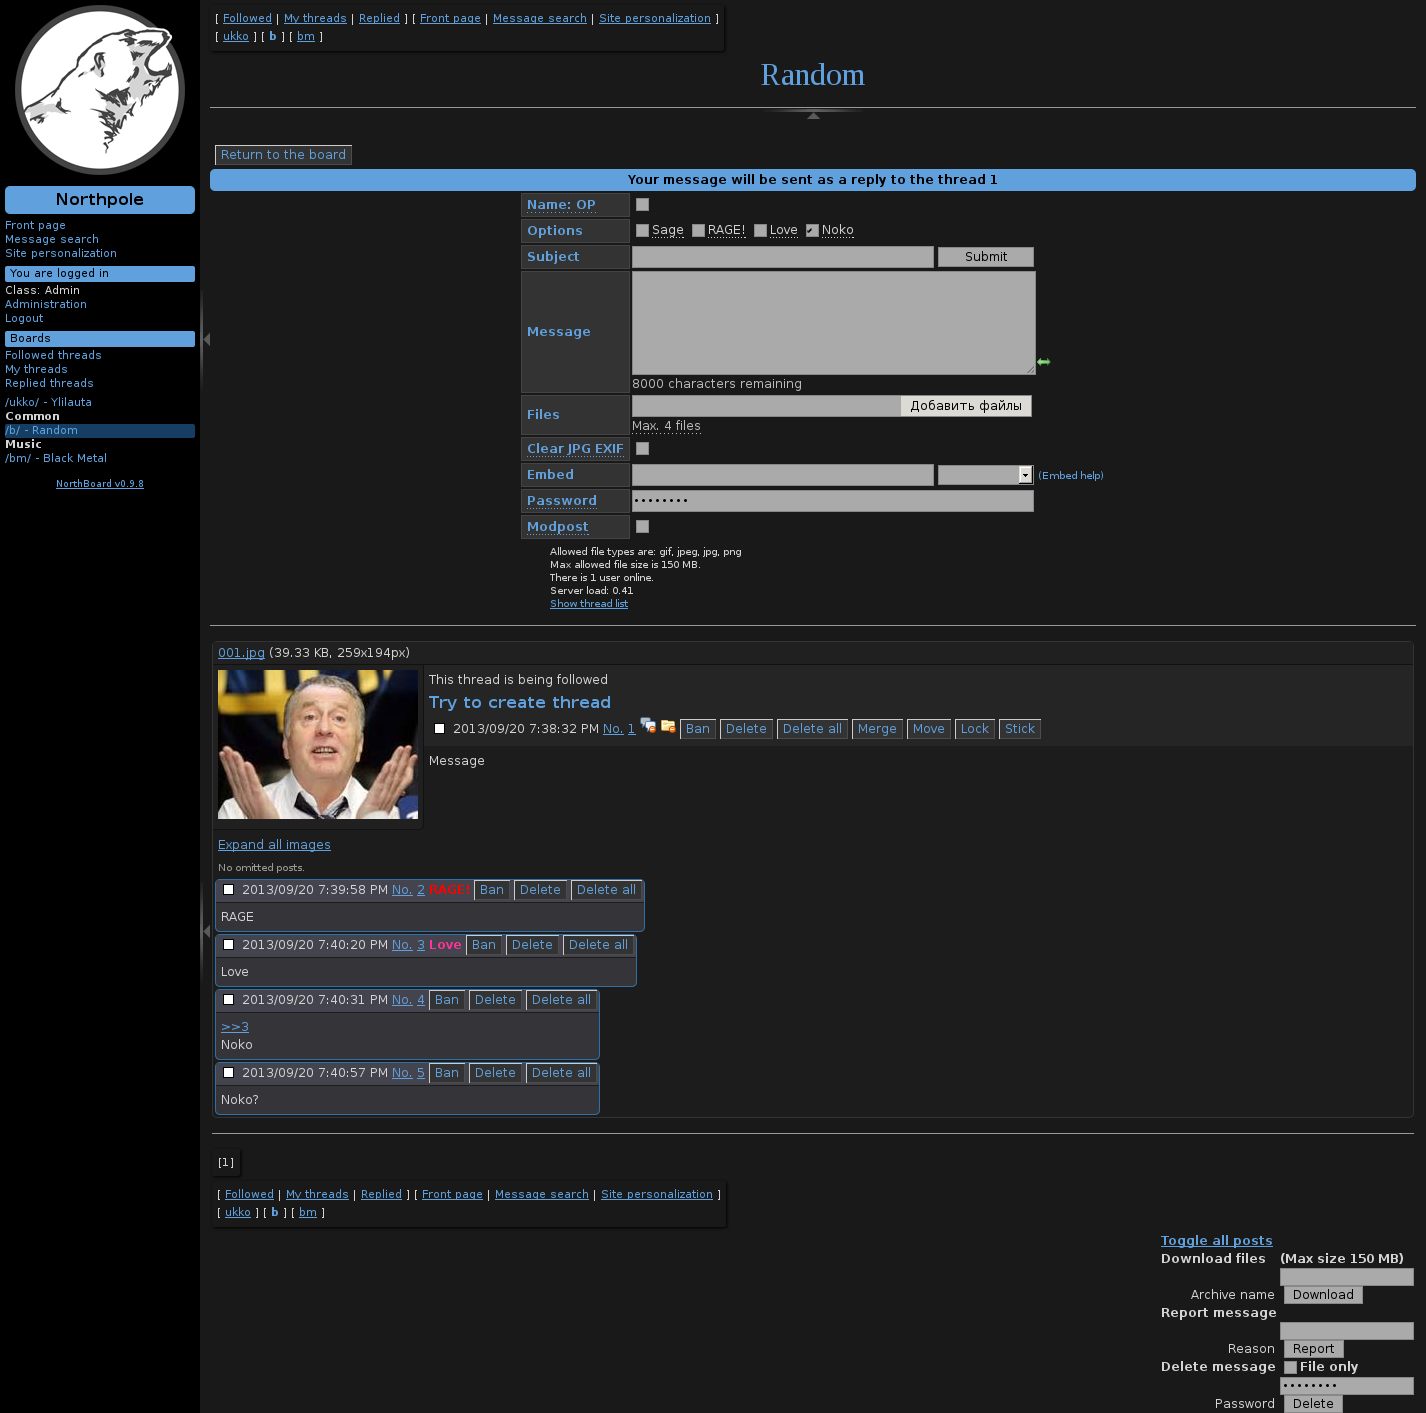 [ Followed | My threads | Replied ] [ Front page | Message search | Site personalization ]
[ ukko ] [ b ] [ bm ]
Random
Northpole
Front page
Message search
Site personalization
You are logged in
Class: Admin
Administration
Logout
Boards
Followed threads
My threads
Replied threads
/ukko/ - Ylilauta
Common
/b/ - Random
Music
/bm/ - Black Metal
NorthBoard v0.9.8
Return to the board
Your message will be sent as a reply to the thread 1
Name: OP
Options Sage RAGE! Love Noko
Subject Submit
Message
8000 characters remaining
Files Добавить файлы
Max. 4 files
Clear JPG EXIF
Embed (Embed help)
Password ••••••••
Modpost
Allowed file types are: gif, jpeg, jpg, png
Max allowed file size is 150 MB.
There is 1 user online.
Server load: 0.41
Show thread list
001.jpg (39.33 KB, 259x194px)
This thread is being followed
Try to create thread
2013/09/20 7:38:32 PM No. 1 Ban Delete Delete all Merge Move Lock Stick
Message
Expand all images
No omitted posts.
2013/09/20 7:39:58 PM No. 2 RAGE! Ban Delete Delete all
RAGE
2013/09/20 7:40:20 PM No. 3 Love Ban Delete Delete all
Love
2013/09/20 7:40:31 PM No. 4 Ban Delete Delete all
>>3
Noko
2013/09/20 7:40:57 PM No. 5 Ban Delete Delete all
Noko?
[1]
[ Followed | My threads | Replied ] [ Front page | Message search | Site personalization ]
[ ukko ] [ b ] [ bm ]
Toggle all posts
Download files (Max size 150 MB)
Archive name Download
Report message
Reason Report
Delete message File only
••••••••
Password Delete